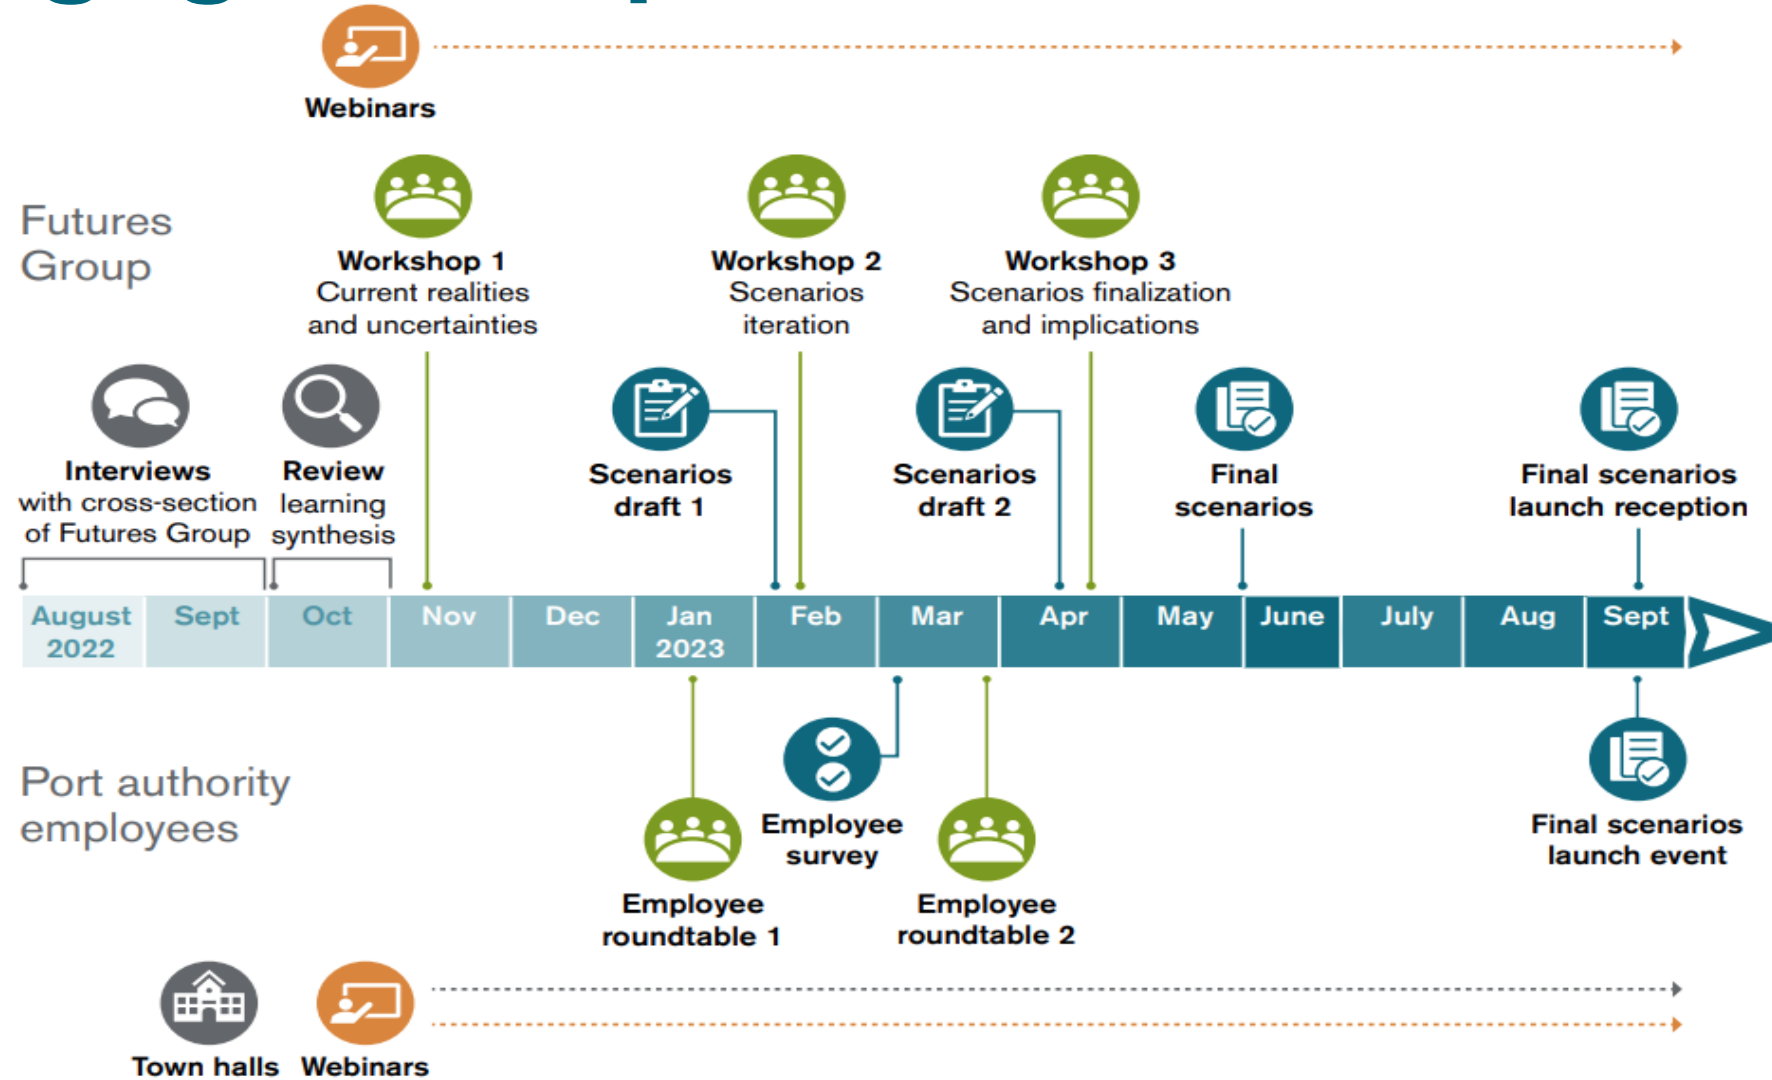 Webinars
Futures
Group
Workshop 1
Current realities
and uncertainties
Workshop 2
Scenarios
iteration
Workshop 3
Scenarios finalization
and implications
Interviews
with cross-section
of Futures Group
Review
learning
synthesis
Scenarios
draft 1
Scenarios
draft 2
Final
scenarios
Final scenarios
launch reception
August
2022
Sept
Oct
Nov
Dec
Jan
2023
Feb
Mar
Apr
May
June
July
Aug
Sept
Port authority
employees
Employee
roundtable 1
Employee
survey
Employee
roundtable 2
Final scenarios
launch event
Town halls
Webinars